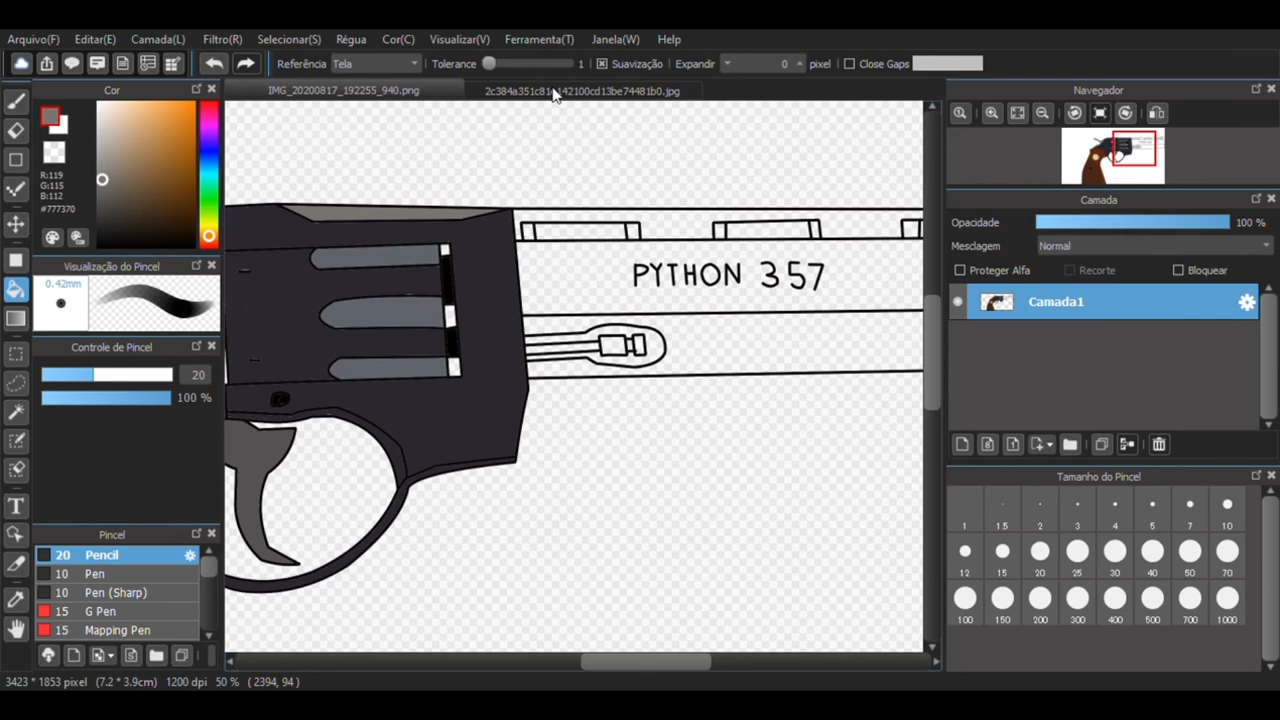 Arquivo(F) Editar(E) Camada(L) Filtro(R) Selecionar(S) Régua Cor(C) Visualizar(V) Ferramenta(T) Janela(W) Help
Referência Tela Tolerance 1 Suavização Expandir 0 pixel Close Gaps
Cor
R:119
G:115
B:112
#777370
Visualização do Pincel
0.42mm
Controle de Pincel
20
100 %
Pincel
20 Pencil
10 Pen
10 Pen (Sharp)
15 G Pen
15 Mapping Pen
IMG_20200817_192255_940.png
PYTHON 357
Navegador
Camada
Opacidade 100 %
Mesclagem Normal
Proteger Alfa Recorte Bloquear
Camada1
Tamanho do Pincel
1 1.5 2 3 4 5 7 10
12 15 20 25 30 40 50 70
100 150 200 300 400 500 700 1000
3423 * 1853 pixel (7.2 * 3.9cm) 1200 dpi 50 % ( 2394, 94 )